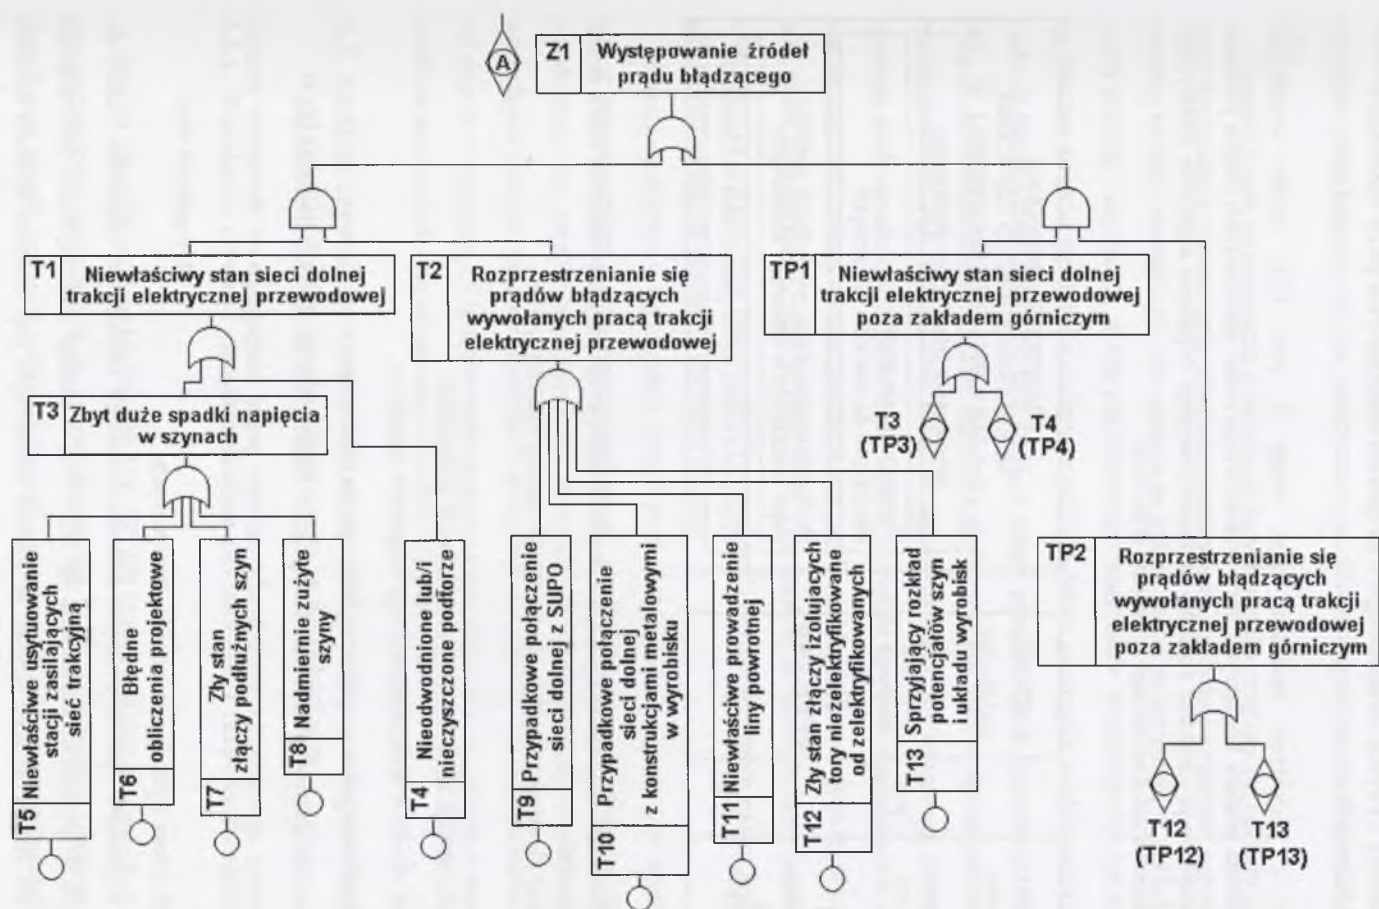 A
Z1
Występowanie źródeł
prądu błądzącego
T1
Niewłaściwy stan sieci dolnej
trakcji elektrycznej przewodowej
T2
Rozprzestrzenianie się
prądów błądzących
wywołanych pracą trakcji
elektrycznej przewodowej
TP1
Niewłaściwy stan sieci dolnej
trakcji elektrycznej przewodowej
poza zakładem górniczym
T3
Zbyt duże spadki napięcia
w szynach
T3
(TP3)
T4
(TP4)
T5
Niewłaściwe usytuowanie
stacji zasilających
sieć trakcyjną
T6
Błędne
obliczenia projektowe
T7
Zły stan
złączy podłużnych szyn
T8
Nadmiernie zużyte
szyny
T4
Nieodwodnione lub/i
nieczyszczone podtorze
T9
Przypadkowe połączenie
sieci dolnej z SUPO
T10
Przypadkowe połączenie
sieci dolnej
z konstrukcjami metalowymi
w wyrobisku
T11
Niewłaściwe prowadzenie
liny powrotnej
T12
Zły stan złączy izolujących
tory niezelektryfikowane
od zelektryfikowanych
T13
Sprzyjający rozkład
potencjałów szyn
i układu wyrobisk
TP2
Rozprzestrzenianie się
prądów błądzących
wywołanych pracą trakcji
elektrycznej przewodowej
poza zakładem górniczym
T12
(TP12)
T13
(TP13)